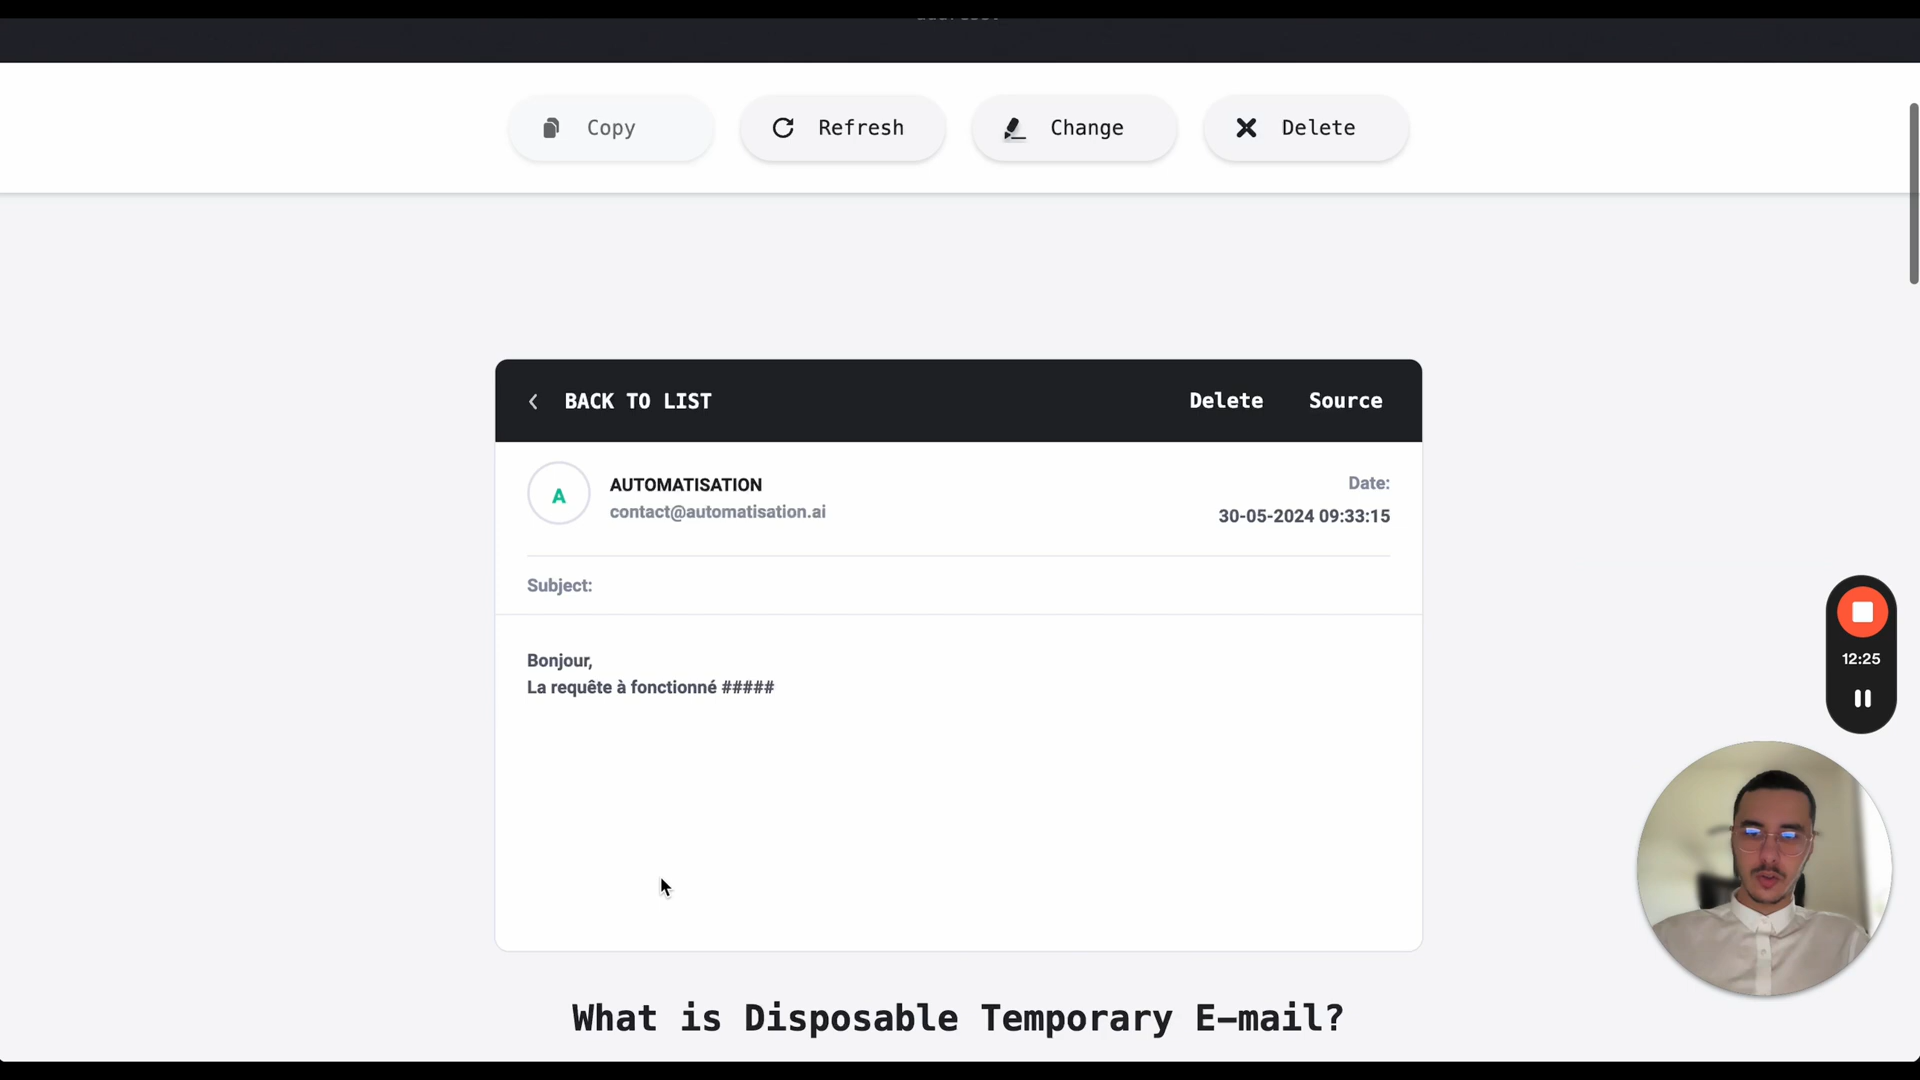 Copy
Refresh
Change
Delete
BACK TO LIST
Delete
Source
A
AUTOMATISATION
contact@automatisation.ai
Date:
30-05-2024 09:33:15
Subject:
Bonjour,
La requête à fonctionné #####
12:25
What is Disposable Temporary E-mail?